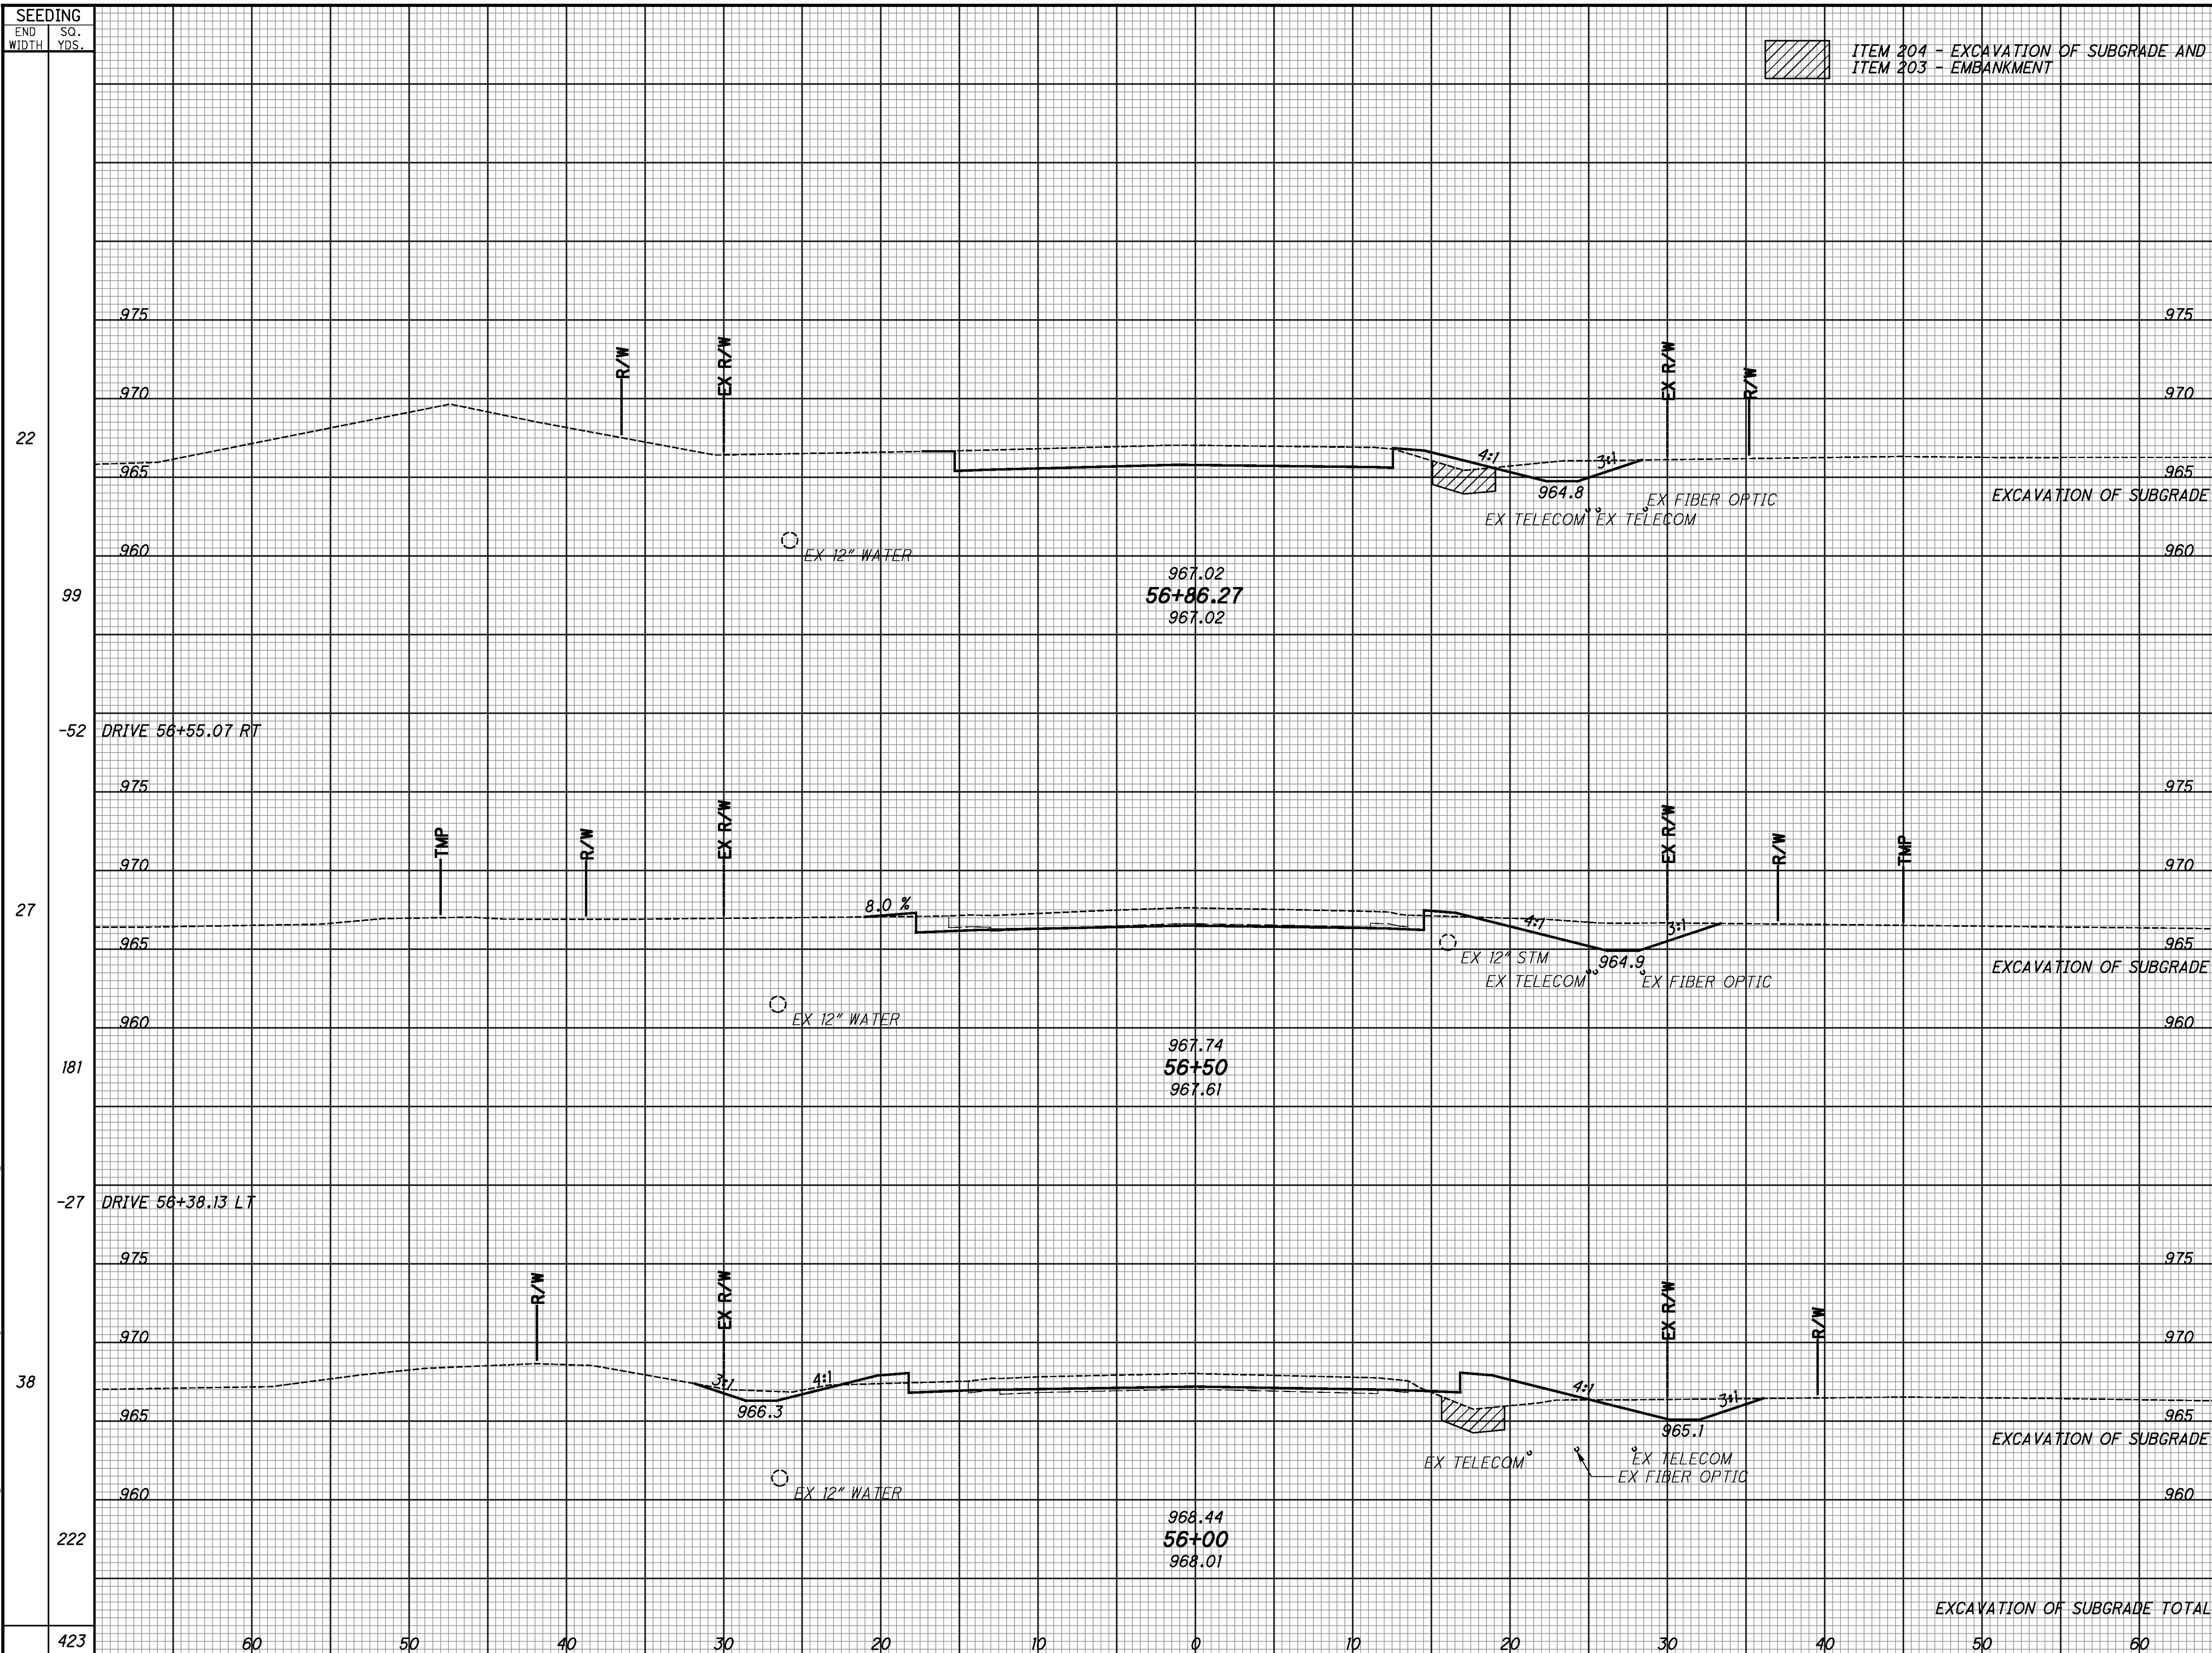 SEEDING
END WIDTH
SQ. YDS.
ITEM 204 - EXCAVATION OF SUBGRADE AND
ITEM 203 - EMBANKMENT
975 975
R/W EX R/W EX R/W R/W
970 970
22
4:1 3:1
965 965
964.8
EX FIBER OPTIC
EXCAVATION OF SUBGRADE
EX TELECOM EX TELECOM
960 960
EX 12" WATER
967.02
99
56+86.27
967.02
-52 DRIVE 56+55.07 RT
975 975
TMP R/W EX R/W EX R/W R/W TMP
970 970
27
8.0 %
4:1 3:1
965 965
EX 12" STM
964.9
EXCAVATION OF SUBGRADE
EX TELECOM EX FIBER OPTIC
960 960
EX 12" WATER
967.74
181
56+50
967.61
-27 DRIVE 56+38.13 LT
975 975
R/W EX R/W EX R/W R/W
970 970
38
3:1 4:1 4:1 3:1
966.3
965 965
965.1
EXCAVATION OF SUBGRADE
EX TELECOM EX TELECOM
EX FIBER OPTIC
960 960
EX 12" WATER
968.44
222
56+00
968.01
EXCAVATION OF SUBGRADE TOTAL
423
60 50 40 30 20 10 0 10 20 30 40 50 60